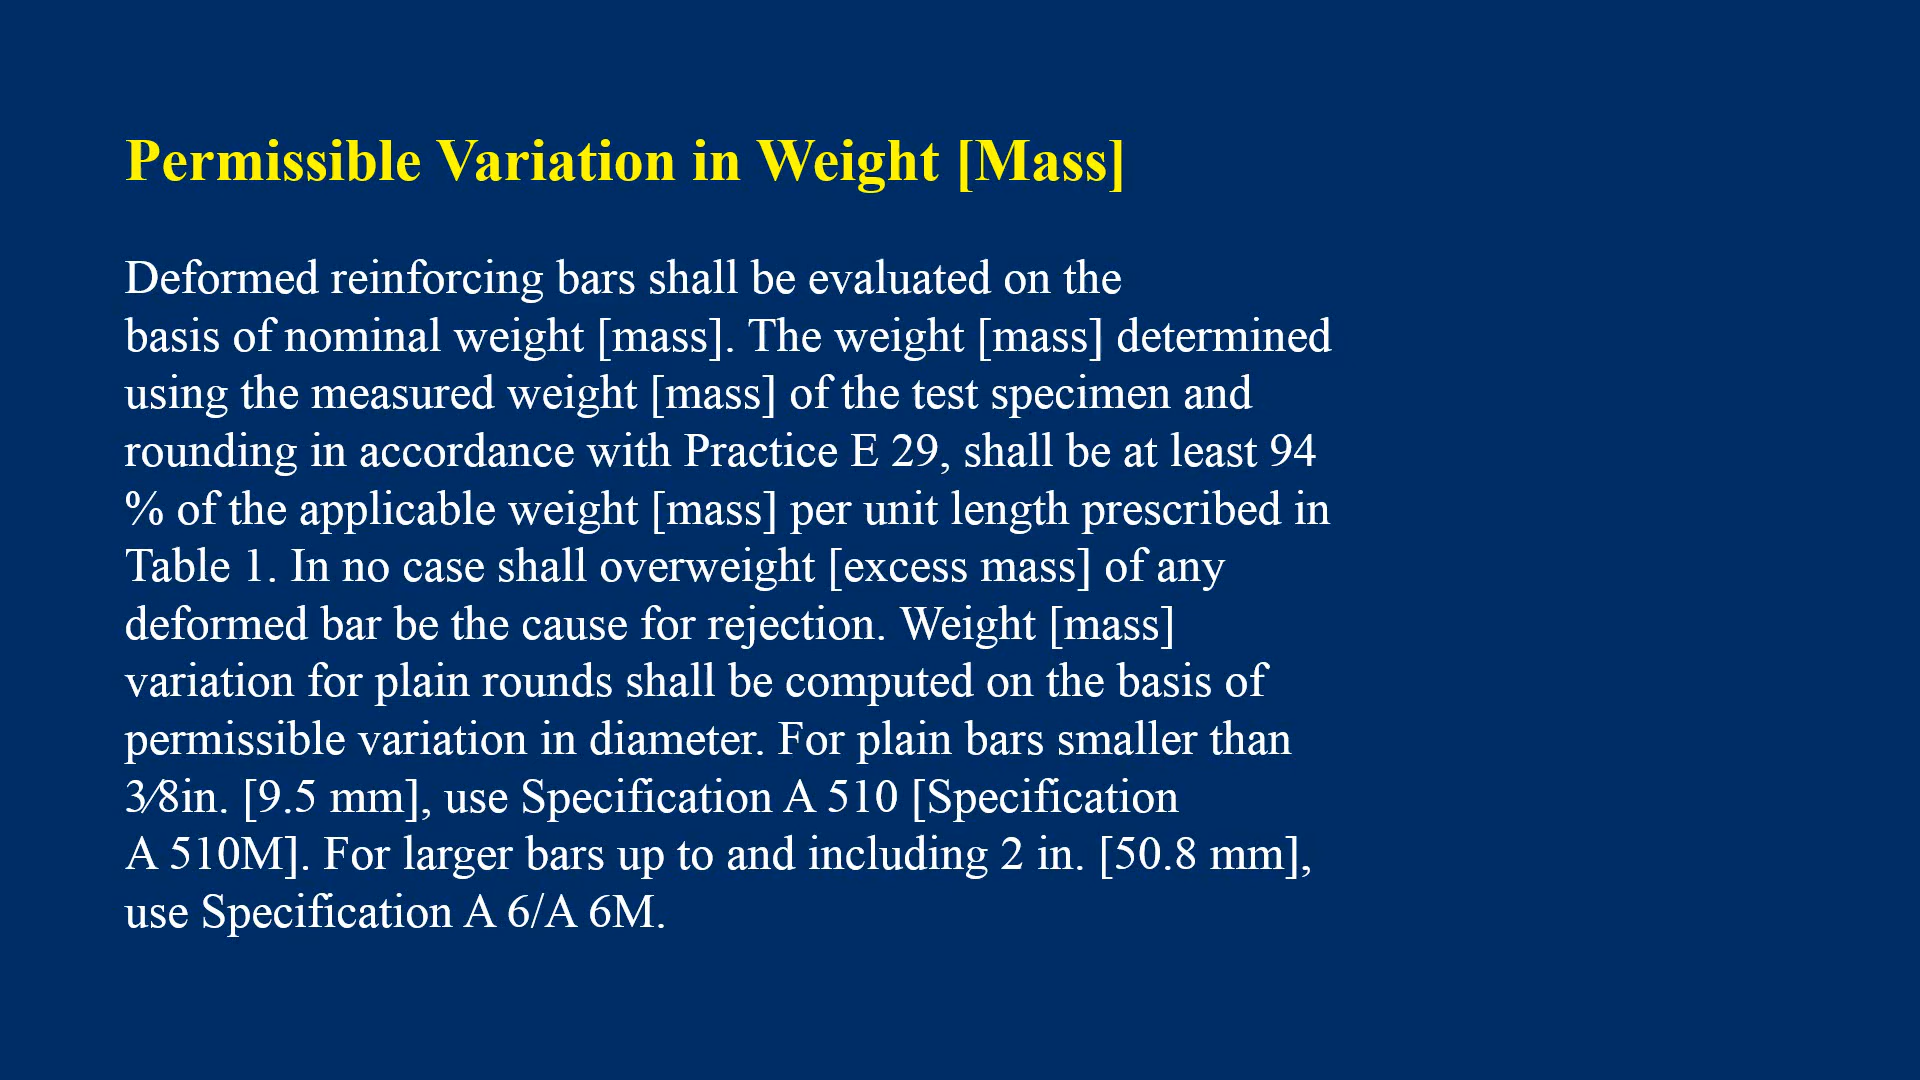 Permissible Variation in Weight [Mass]
Deformed reinforcing bars shall be evaluated on the
basis of nominal weight [mass]. The weight [mass] determined
using the measured weight [mass] of the test specimen and
rounding in accordance with Practice E 29, shall be at least 94
% of the applicable weight [mass] per unit length prescribed in
Table 1. In no case shall overweight [excess mass] of any
deformed bar be the cause for rejection. Weight [mass]
variation for plain rounds shall be computed on the basis of
permissible variation in diameter. For plain bars smaller than
3⁄8in. [9.5 mm], use Specification A 510 [Specification
A 510M]. For larger bars up to and including 2 in. [50.8 mm],
use Specification A 6/A 6M.